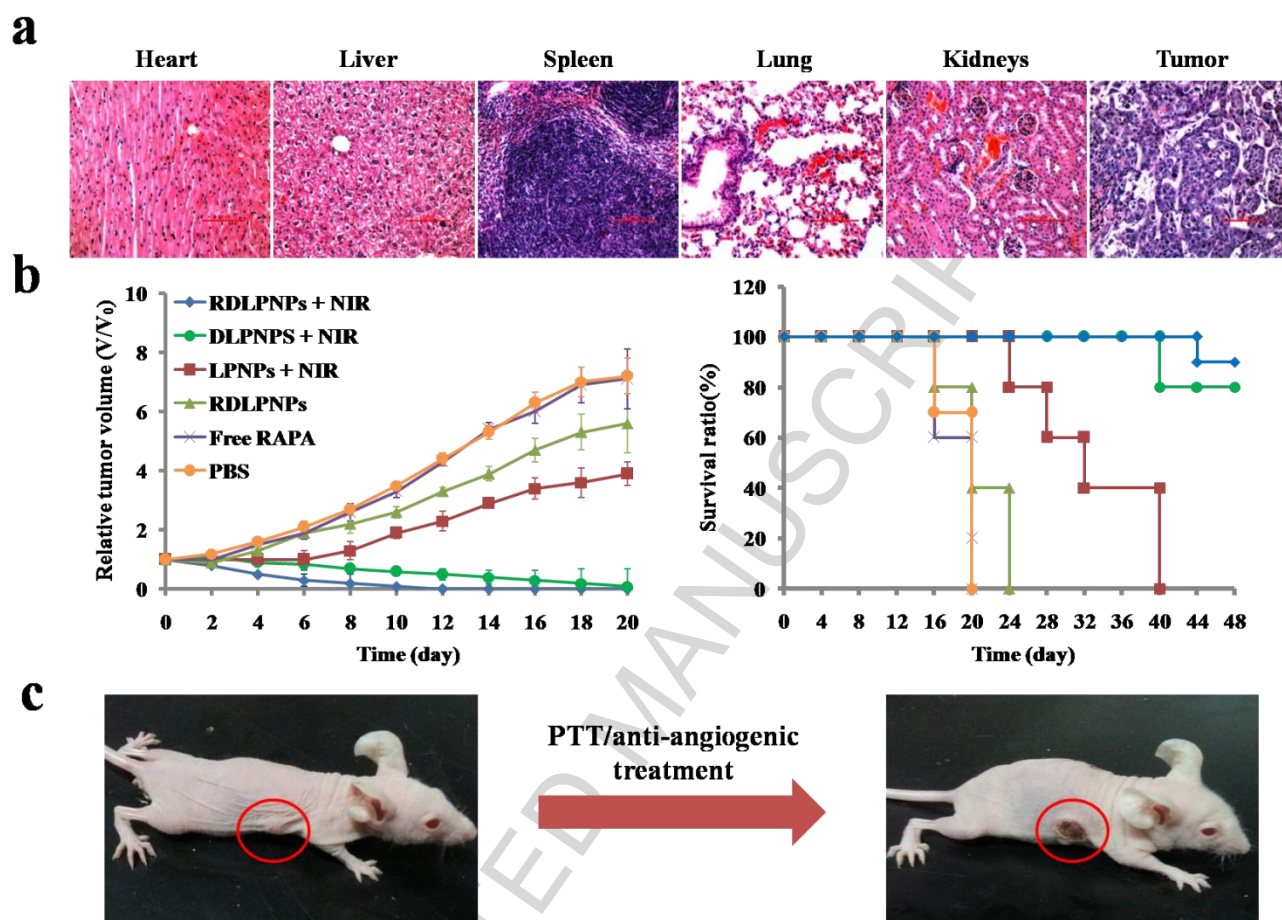 a
Heart Liver Spleen Lung Kidneys Tumor
b
10
8
6
4
2
0
Relative tumor volume (V/V0)
RDLPNPs + NIR
DLPNPS + NIR
LPNPs + NIR
RDLPNPs
Free RAPA
PBS
0 2 4 6 8 10 12 14 16 18 20
Time (day)
120
100
80
60
40
20
0
Survival ratio(%)
0 4 8 12 16 20 24 28 32 36 40 44 48
Time (day)
c
PTT/anti-angiogenic
treatment
TED MANUSCRIP